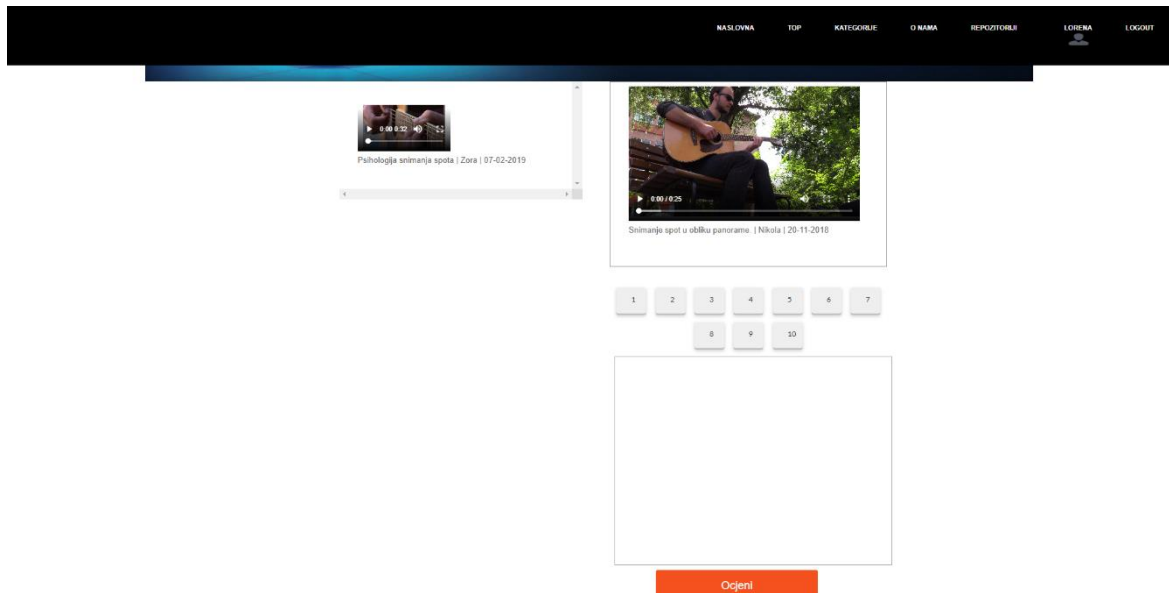 NASLOVNA TOP KATEGORIJE O NAMA REPOZITORIJI LORENA LOGOUT
0:00 0:32
Psihologija snimanja spota | Zora | 07-02-2019
0:00 / 0:25
Snimanje spot u obliku panorame. | Nikola | 20-11-2018
1 2 3 4 5 6 7
8 9 10
Ocjeni